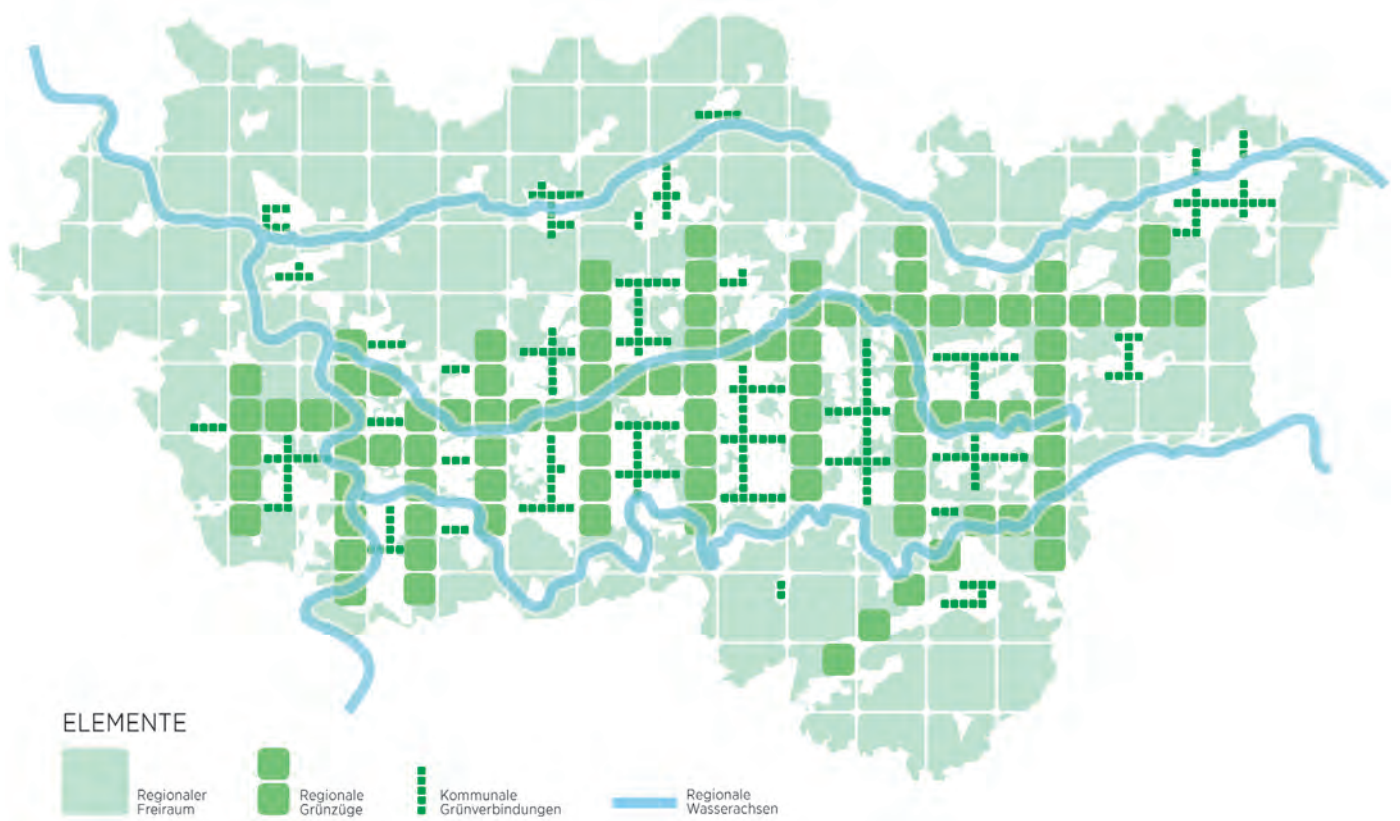 ELEMENTE
Regionaler
Freiraum
Regionale
Grünzüge
Kommunale
Grünverbindungen
Regionale
Wasserachsen